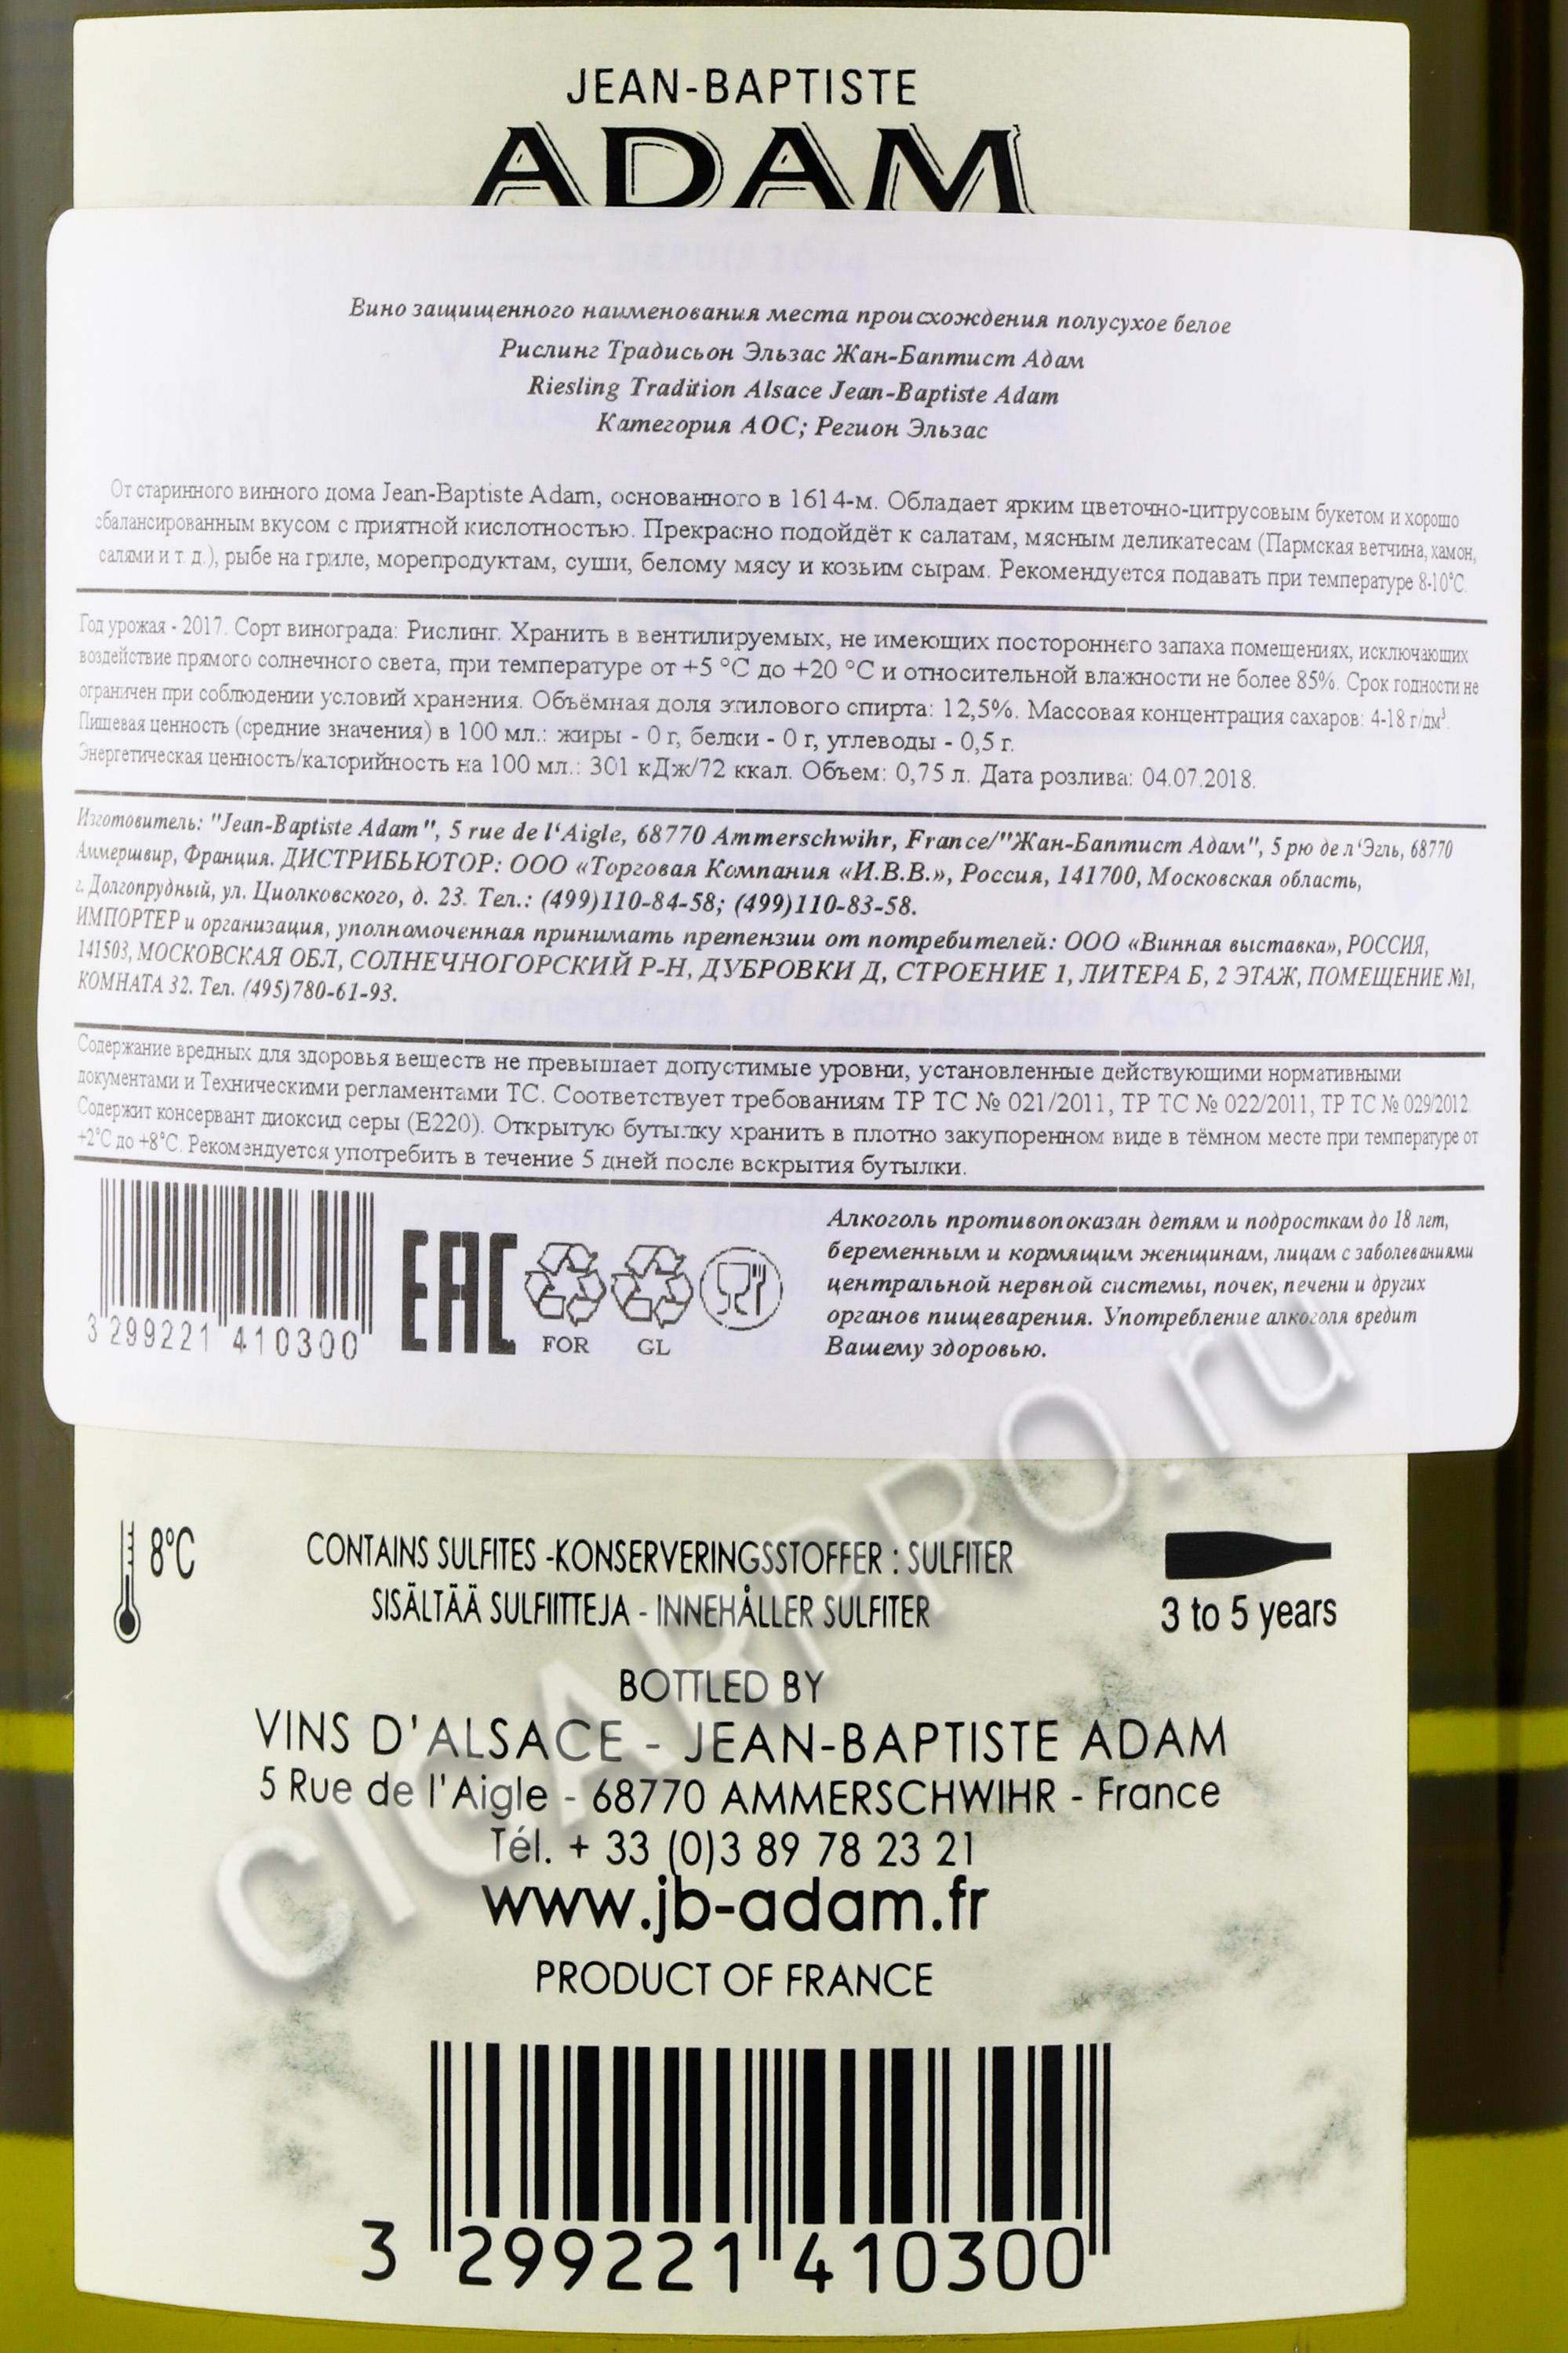 JEAN-BAPTISTE
ADAM
DEPUIS 1614
Вино защищенного наименования места происхождения полусухое белое
Рислинг Традисьон Эльзас Жан-Баптист Адам
Riesling Tradition Alsace Jean-Baptiste Adam
Категория АОС; Регион Эльзас
От старинного винного дома Jean-Baptiste Adam, основанного в 1614-м. Обладает ярким цветочно-цитрусовым букетом и хорошо
сбалансированным вкусом с приятной кислотностью. Прекрасно подойдёт к салатам, мясным деликатесам (Пармская ветчина, хамон,
салями и т. д.), рыбе на гриле, морепродуктам, суши, белому мясу и козьим сырам. Рекомендуется подавать при температуре 8-10°С.
Год урожая - 2017. Сорт винограда: Рислинг. Хранить в вентилируемых, не имеющих постороннего запаха помещениях, исключающих
воздействие прямого солнечного света, при температуре от +5 °С до +20 °С и относительной влажности не более 85%. Срок годности не
ограничен при соблюдении условий хранения. Объёмная доля этилового спирта: 12,5%. Массовая концентрация сахаров: 4-18 г/дм³.
Пищевая ценность (средние значения) в 100 мл.: жиры - 0 г, белки - 0 г, углеводы - 0,5 г.
Энергетическая ценность/калорийность на 100 мл.: 301 кДж/72 ккал. Объем: 0,75 л. Дата розлива: 04.07.2018.
Изготовитель: "Jean-Baptiste Adam", 5 rue de l'Aigle, 68770 Ammerschwihr, France/"Жан-Баптист Адам", 5 рю де л'Эгль, 68770
Аммершвир, Франция. ДИСТРИБЬЮТОР: ООО «Торговая Компания «И.В.В.», Россия, 141700, Московская область,
г. Долгопрудный, ул. Циолковского, д. 23. Тел.: (499)110-84-58; (499)110-83-58.
ИМПОРТЕР и организация, уполномоченная принимать претензии от потребителей: ООО «Винная выставка», РОССИЯ,
141503, МОСКОВСКАЯ ОБЛ, СОЛНЕЧНОГОРСКИЙ Р-Н, ДУБРОВКИ Д, СТРОЕНИЕ 1, ЛИТЕРА Б, 2 ЭТАЖ, ПОМЕЩЕНИЕ №1,
КОМНАТА 32. Тел. (495)780-61-93.
Содержание вредных для здоровья веществ не превышает допустимые уровни, установленные действующими нормативными
документами и Техническими регламентами ТС. Соответствует требованиям ТР ТС № 021/2011, ТР ТС № 022/2011, ТР ТС № 029/2012.
Содержит консервант диоксид серы (Е220). Открытую бутылку хранить в плотно закупоренном виде в тёмном месте при температуре от
+2°С до +8°С. Рекомендуется употребить в течение 5 дней после вскрытия бутылки.
3 299221 410300
EAC
FOR
GL
Алкоголь противопоказан детям и подросткам до 18 лет,
беременным и кормящим женщинам, лицам с заболеваниями
центральной нервной системы, почек, печени и других
органов пищеварения. Употребление алкоголя вредит
Вашему здоровью.
8°C
CONTAINS SULFITES -KONSERVERINGSSTOFFER : SULFITER
SISÄLTÄÄ SULFIITTEJA - INNEHÅLLER SULFITER
3 to 5 years
BOTTLED BY
VINS D'ALSACE - JEAN-BAPTISTE ADAM
5 Rue de l'Aigle - 68770 AMMERSCHWIHR - France
Tél. + 33 (0)3 89 78 23 21
www.jb-adam.fr
PRODUCT OF FRANCE
3 299221 410300
CIGARPRO.ru